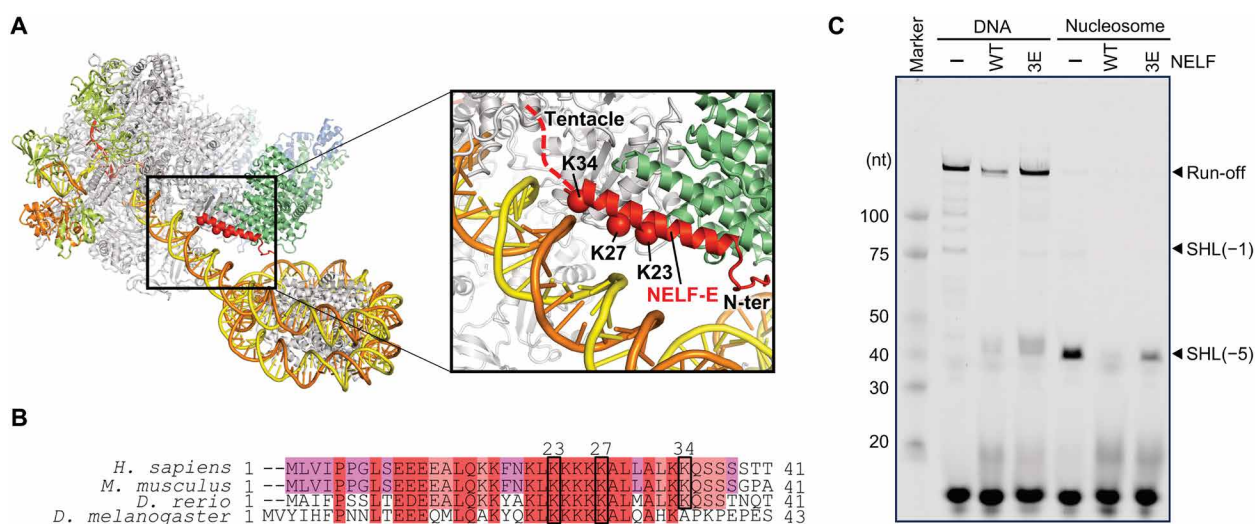 A
Tentacle
K34
K27
K23
NELF-E
N-ter
B
23 27 34
H. sapiens 1 --MLVIPPGLSEEEEALQKKFNKLKKKKKALLALKKQSSSSTT 41
M. musculus 1 --MLVIPPGLSEEEEALQKKFNKLKKKKKALLALKKQSSSGPA 41
D. rerio 1 --MAIFPSSLTEDEEALQKKYAKLKKKKKALLALKKQSSTNQT 41
D. melanogaster 1 MVYIHFPNNLTEEEQMLQAKYQKLKKKKKALQAHKAPKPEPES 43
C
DNA Nucleosome
Marker – WT 3E – WT 3E NELF
(nt)
Run-off
100
SHL(−1)
75
50
SHL(−5)
40
30
20